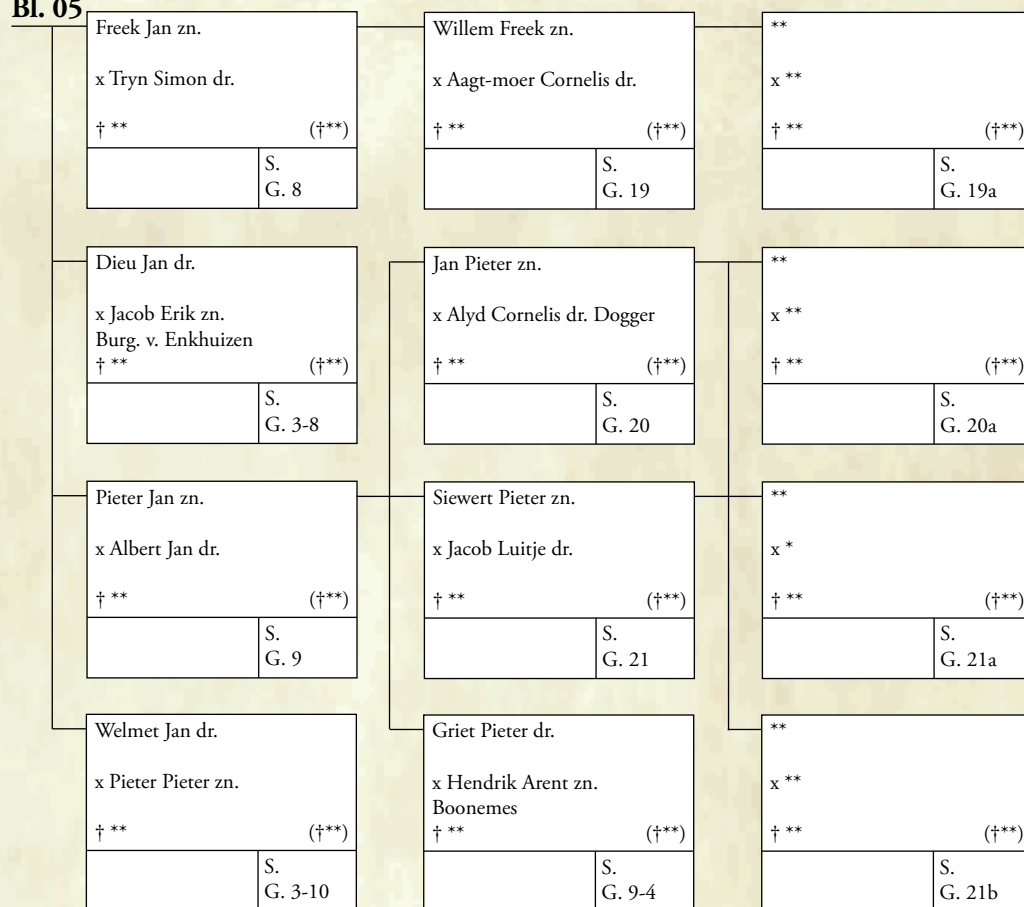 Bl. 05
Freek Jan zn.
x Tryn Simon dr.
† ** (†**)
S.
G. 8
Willem Freek zn.
x Aagt-moer Cornelis dr.
† ** (†**)
S.
G. 19
**
x **
† ** (†**)
S.
G. 19a
Dieu Jan dr.
x Jacob Erik zn.
Burg. v. Enkhuizen
† ** (†**)
S.
G. 3-8
Jan Pieter zn.
x Alyd Cornelis dr. Dogger
† ** (†**)
S.
G. 20
**
x **
† ** (†**)
S.
G. 20a
Pieter Jan zn.
x Albert Jan dr.
† ** (†**)
S.
G. 9
Siewert Pieter zn.
x Jacob Luitje dr.
† ** (†**)
S.
G. 21
**
x *
† ** (†**)
S.
G. 21a
Welmet Jan dr.
x Pieter Pieter zn.
† ** (†**)
S.
G. 3-10
Griet Pieter dr.
x Hendrik Arent zn.
Boonemes
† ** (†**)
S.
G. 9-4
**
x **
† ** (†**)
S.
G. 21b